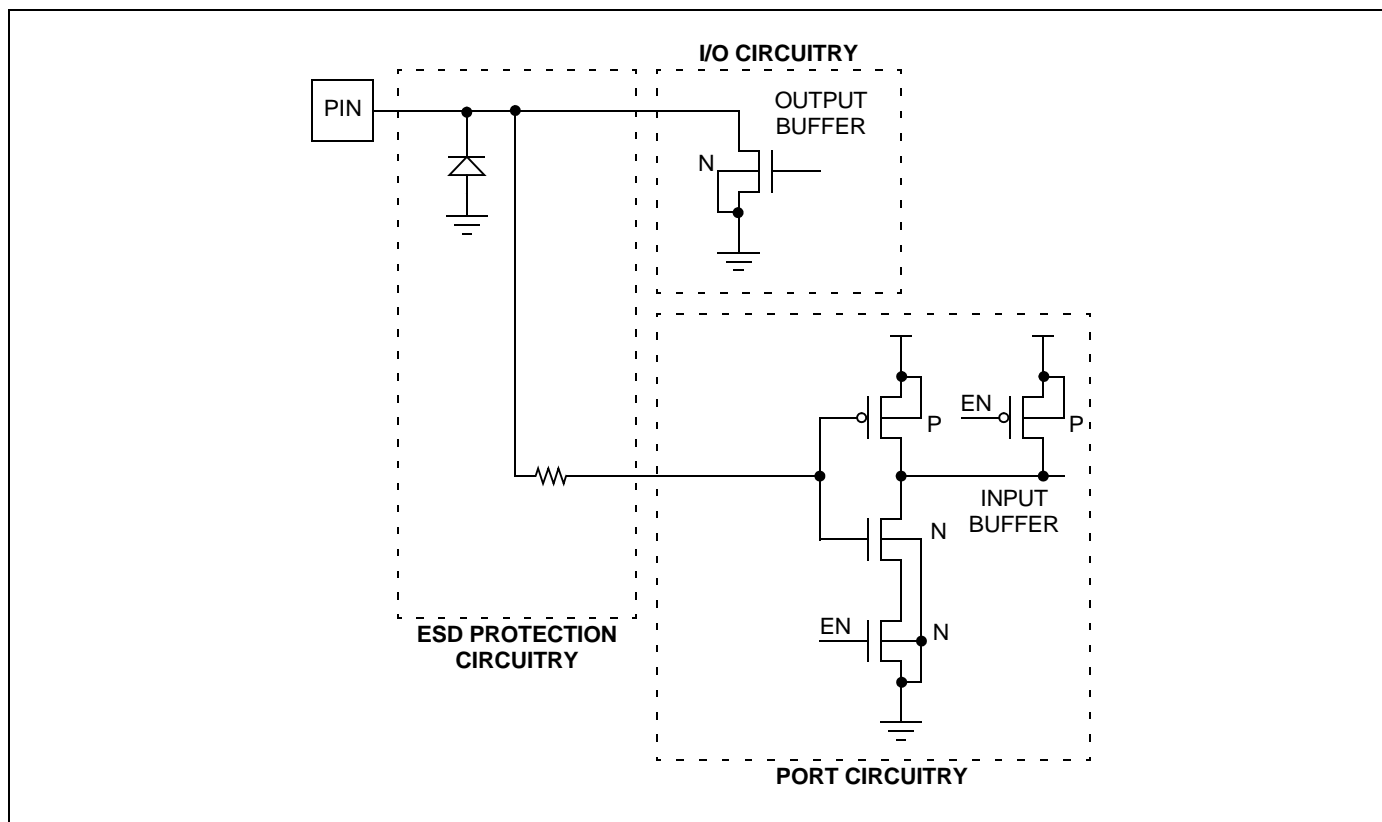 I/O CIRCUITRY
PIN
OUTPUT
BUFFER
N
P
EN
P
INPUT
BUFFER
N
EN
N
ESD PROTECTION
CIRCUITRY
PORT CIRCUITRY